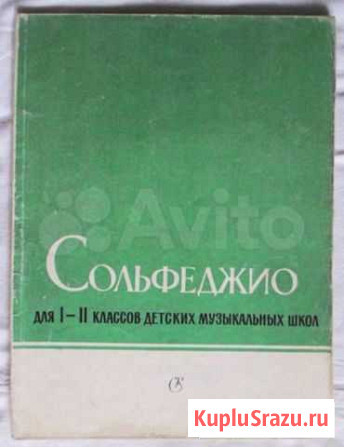 Avito
Сольфеджио
для I–II классов детских музыкальных школ
KupluSrazu.ru